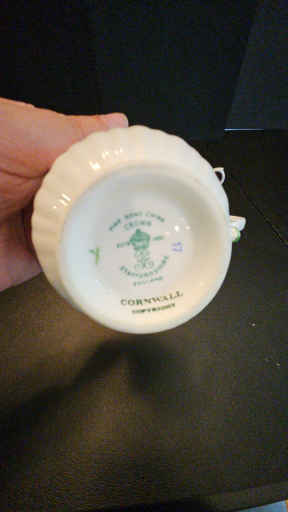 FINE BONE CHINA
CROWN
STAFFORDSHIRE
ENGLAND
CORNWALL
COPYRIGHT